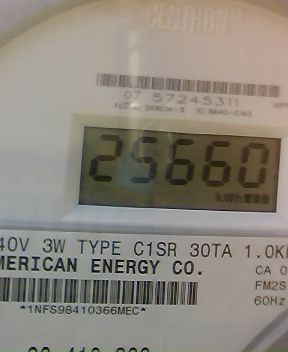 CENTRON
07 57245311
25660
kWh
40V 3W TYPE C1SR 30TA 1.0K
MERICAN ENERGY CO.
CA 0
FM2S
60Hz
*1NFS98410366MEC*